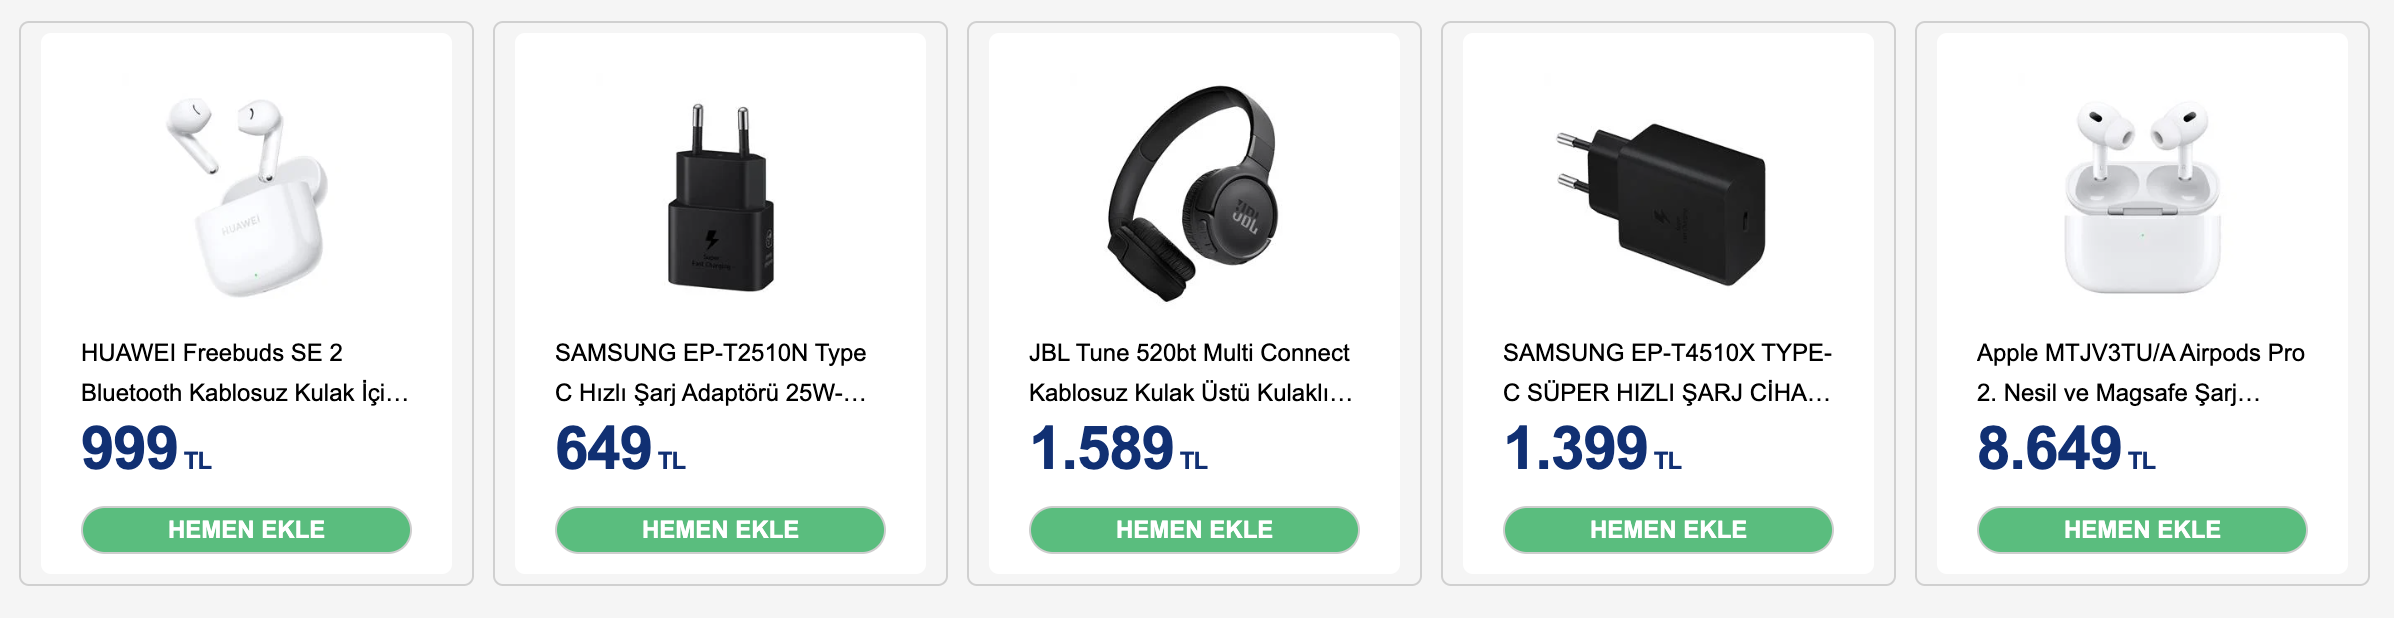 HUAWEI
HUAWEI Freebuds SE 2
Bluetooth Kablosuz Kulak İçi...
999 TL
HEMEN EKLE
SAMSUNG EP-T2510N Type
C Hızlı Şarj Adaptörü 25W-...
649 TL
HEMEN EKLE
JBL
JBL Tune 520bt Multi Connect
Kablosuz Kulak Üstü Kulaklı...
1.589 TL
HEMEN EKLE
SAMSUNG EP-T4510X TYPE-
C SÜPER HIZLI ŞARJ CİHA...
1.399 TL
HEMEN EKLE
Apple MTJV3TU/A Airpods Pro
2. Nesil ve Magsafe Şarj...
8.649 TL
HEMEN EKLE